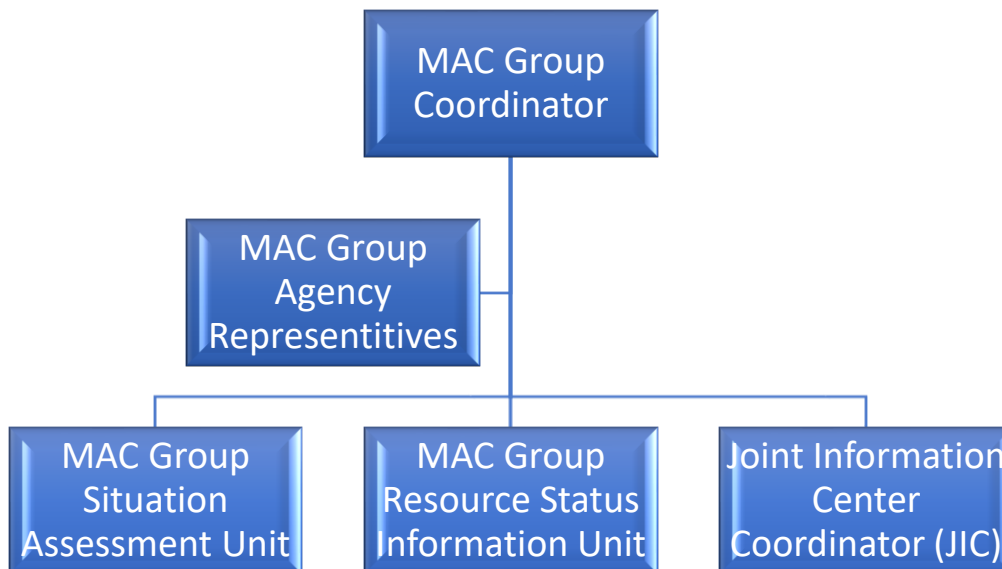 MAC Group
Coordinator
MAC Group
Agency
Representitives
MAC Group
Situation
Assessment Unit
MAC Group
Resource Status
Information Unit
Joint Information
Center
Coordinator (JIC)